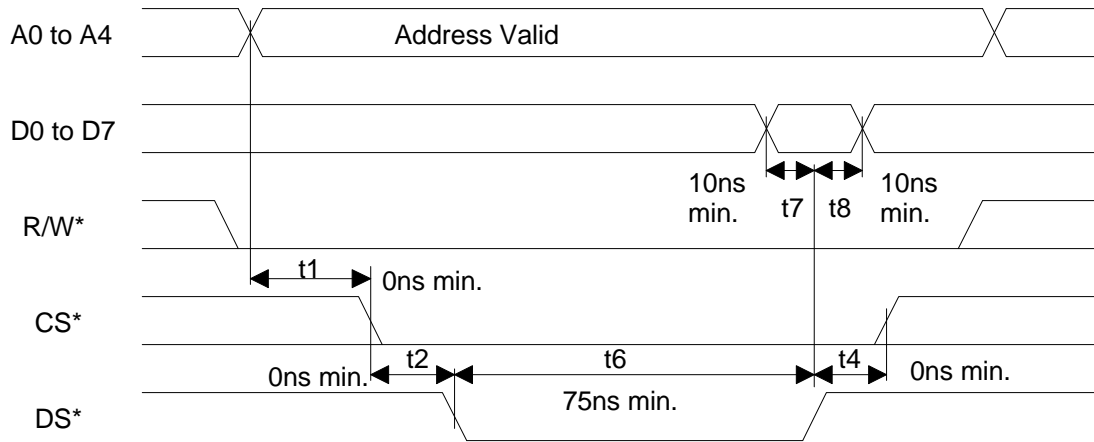 A0 to A4
Address Valid
D0 to D7
10ns
min.
t7
t8
10ns
min.
R/W*
t1
0ns min.
CS*
t2
t6
t4
0ns min.
0ns min.
75ns min.
DS*